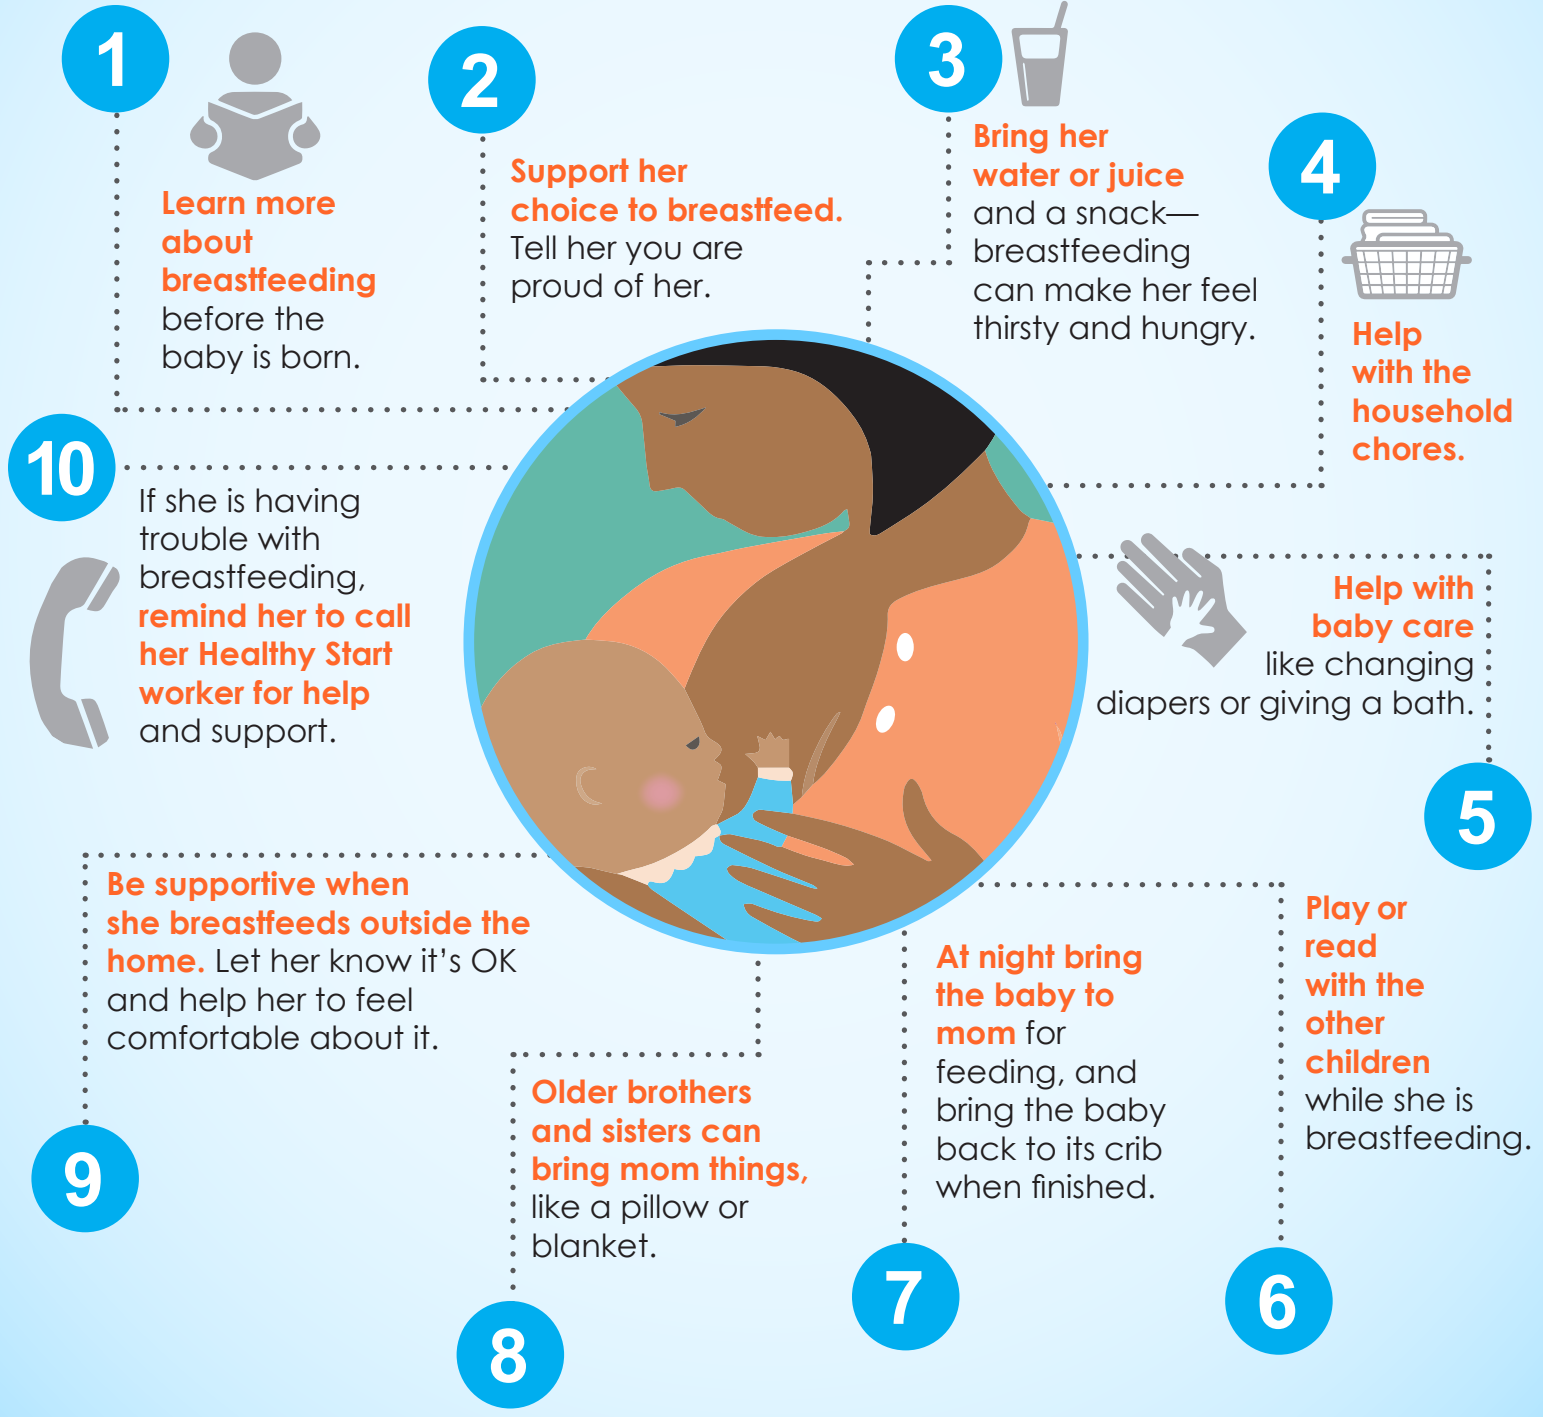 1
Learn more
about
breastfeeding
before the
baby is born.
2
Support her
choice to breastfeed.
Tell her you are
proud of her.
3
Bring her
water or juice
and a snack—
breastfeeding
can make her feel
thirsty and hungry.
4
Help
with the
household
chores.
5
Help with
baby care
like changing
diapers or giving a bath.
6
Play or
read
with the
other
children
while she is
breastfeeding.
7
At night bring
the baby to
mom for
feeding, and
bring the baby
back to its crib
when finished.
8
Older brothers
and sisters can
bring mom things,
like a pillow or
blanket.
9
Be supportive when
she breastfeeds outside the
home. Let her know it’s OK
and help her to feel
comfortable about it.
10
If she is having
trouble with
breastfeeding,
remind her to call
her Healthy Start
worker for help
and support.